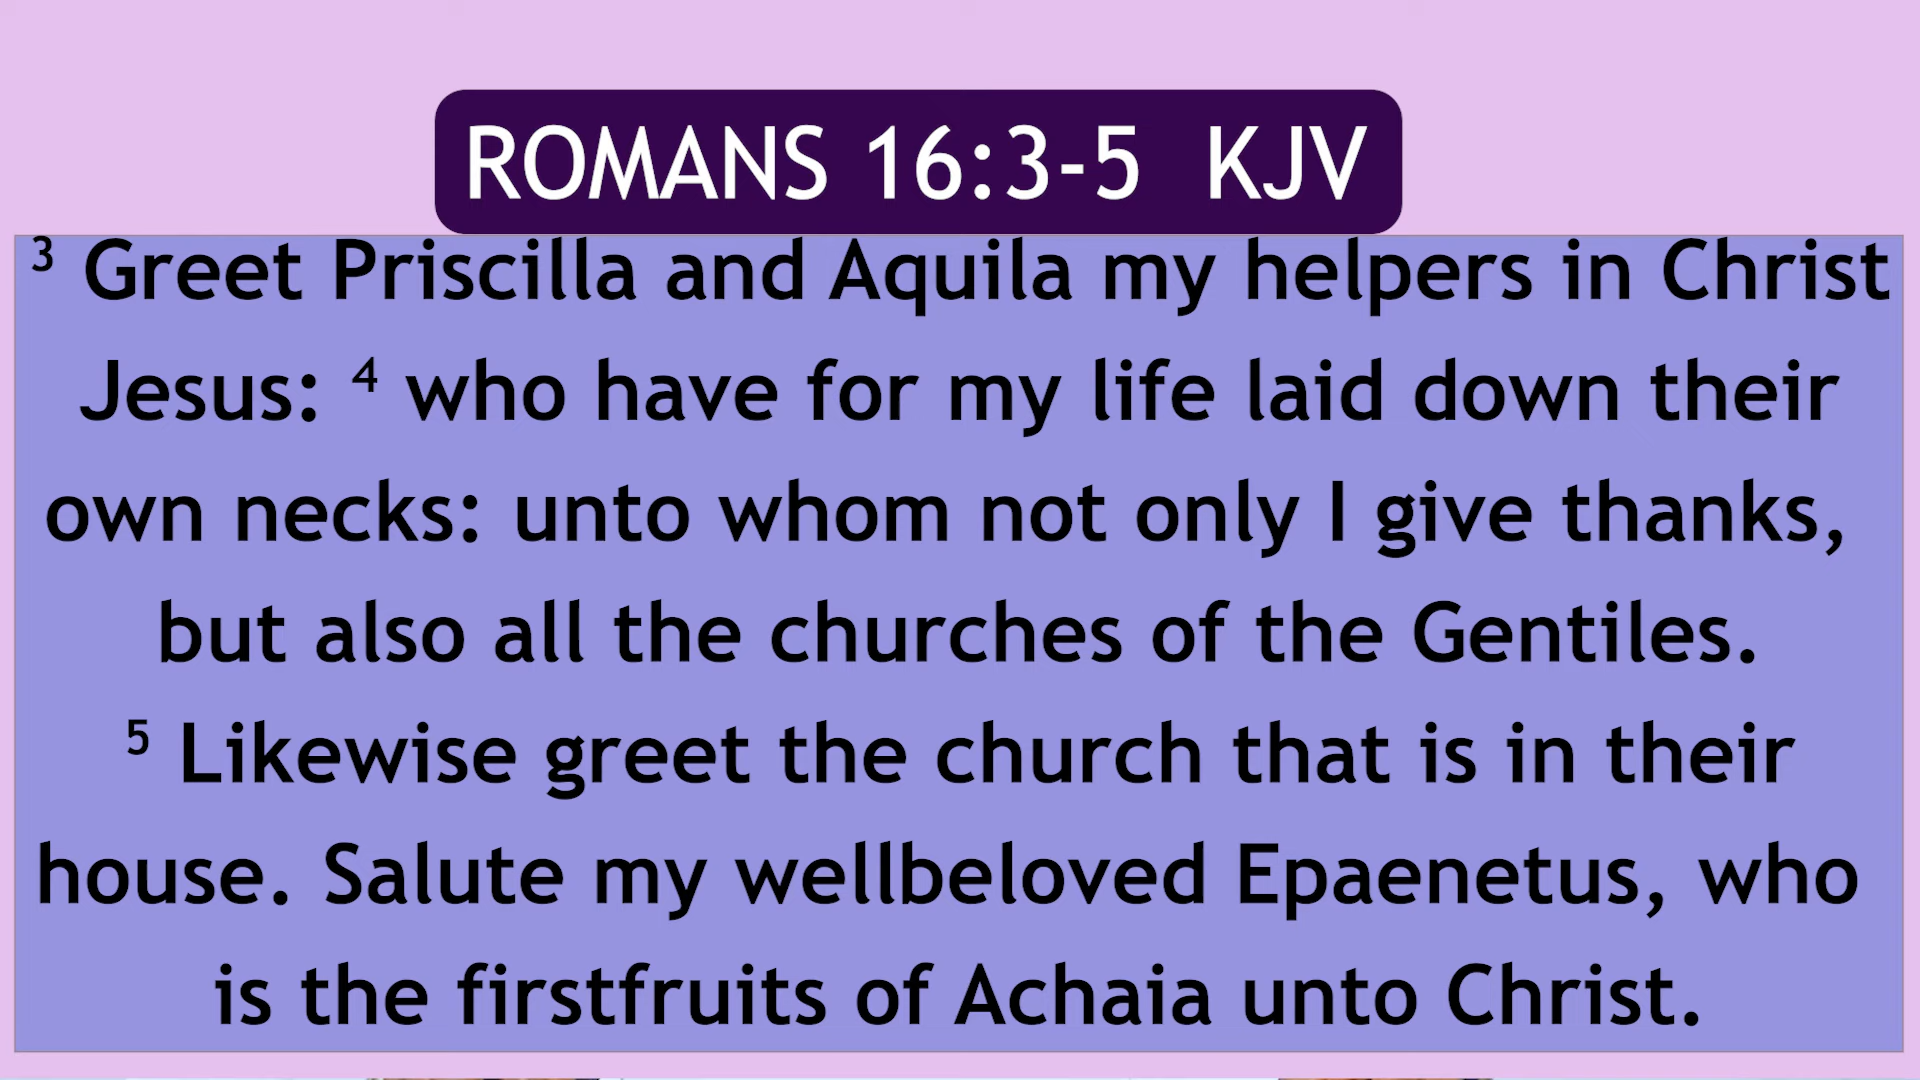 ROMANS 16:3-5 KJV
3 Greet Priscilla and Aquila my helpers in Christ
Jesus: 4 who have for my life laid down their
own necks: unto whom not only I give thanks,
but also all the churches of the Gentiles.
5 Likewise greet the church that is in their
house. Salute my wellbeloved Epaenetus, who
is the firstfruits of Achaia unto Christ.